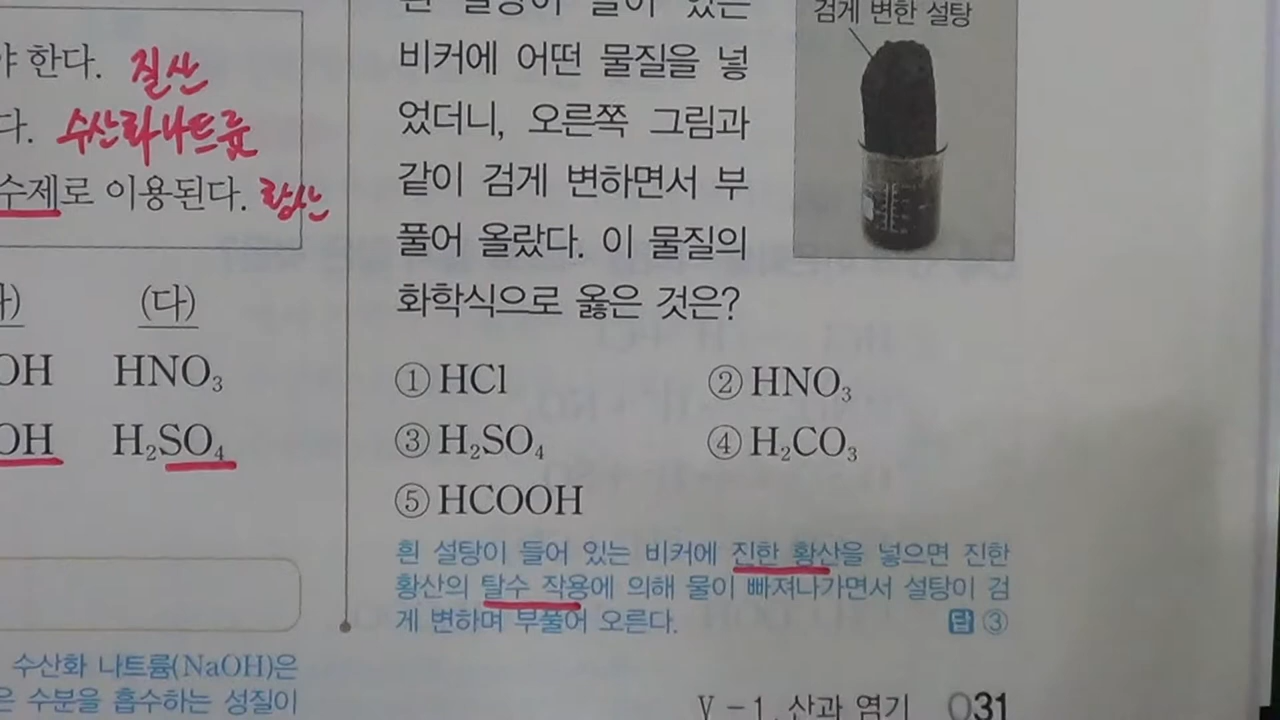 한다. 질산
다. 수산화나트륨
수제로 이용된다. 황산
(다)
OH HNO₃
OH H₂SO₄
수산화 나트륨(NaOH)은
은 수분을 흡수하는 성질이
흰 설탕이 들어 있는
비커에 어떤 물질을 넣
었더니, 오른쪽 그림과
같이 검게 변하면서 부
풀어 올랐다. 이 물질의
화학식으로 옳은 것은?
검게 변한 설탕
① HCl ② HNO₃
③ H₂SO₄ ④ H₂CO₃
⑤ HCOOH
흰 설탕이 들어 있는 비커에 진한 황산을 넣으면 진한
황산의 탈수 작용에 의해 물이 빠져나가면서 설탕이 검
게 변하며 부풀어 오른다. 답 ③
V-1. 산과 염기 031